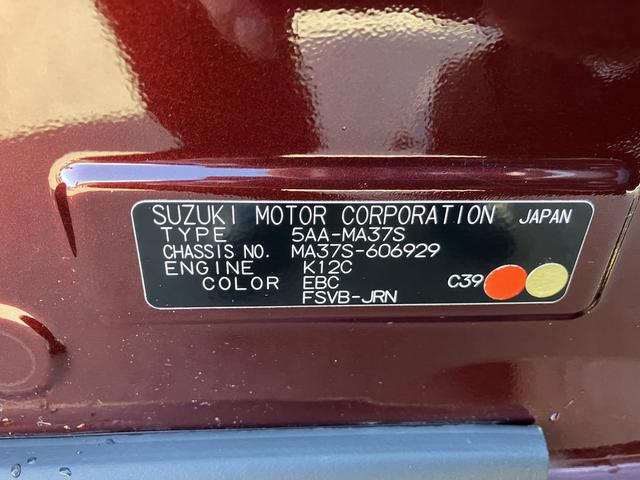 SUZUKI MOTOR CORPORATION JAPAN
TYPE 5AA-MA37S
CHASSIS NO. MA37S-606929
ENGINE K12C
COLOR EBC C39
FSVB-JRN